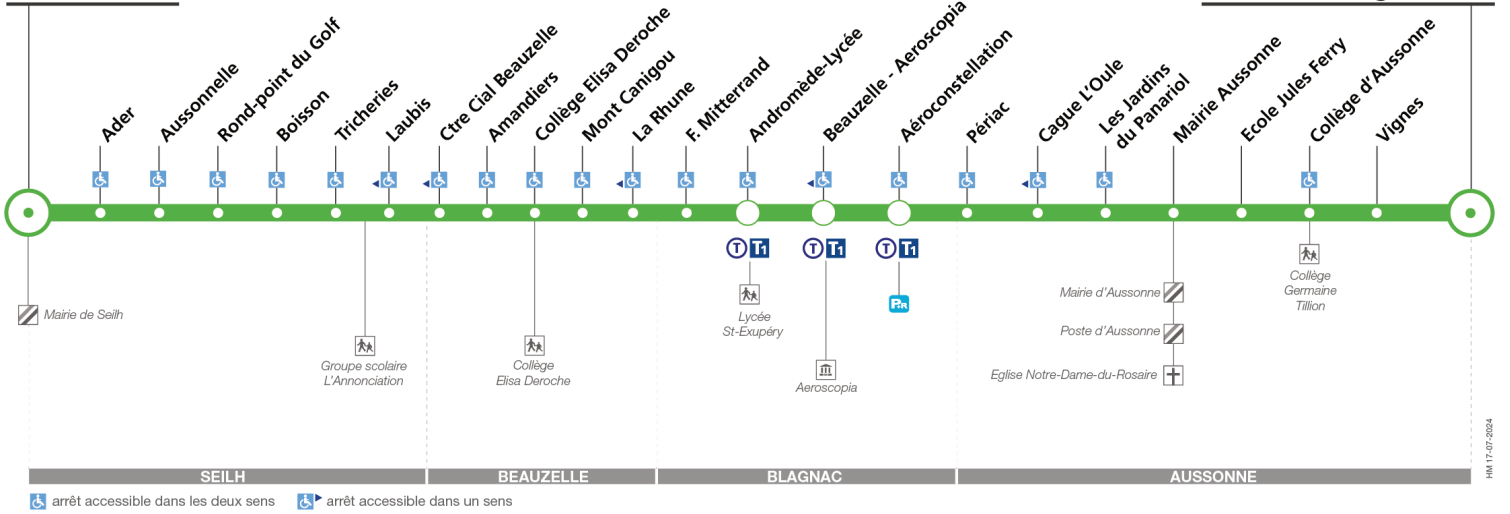 Ader
Aussonnelle
Rond-point du Golf
Boisson
Tricheries
Laubis
Ctre Cial Beauzelle
Amandiers
Collège Elisa Deroche
Mont Canigou
La Rhune
F. Mitterrand
Andromède-Lycée
Beauzelle - Aeroscopia
Aéroconstellation
Périac
Cague L'Oule
Les Jardins
du Panariol
Mairie Aussonne
Ecole Jules Ferry
Collège d'Aussonne
Vignes
T T1
T T1
T T1
P+R
Mairie de Seilh
Groupe scolaire
L'Annonciation
Collège
Elisa Deroche
Lycée
St-Exupéry
Aeroscopia
Mairie d'Aussonne
Poste d'Aussonne
Eglise Notre-Dame-du-Rosaire
Collège
Germaine
Tillion
SEILH
BEAUZELLE
BLAGNAC
AUSSONNE
arrêt accessible dans les deux sens
arrêt accessible dans un sens
HM 17-07-2024